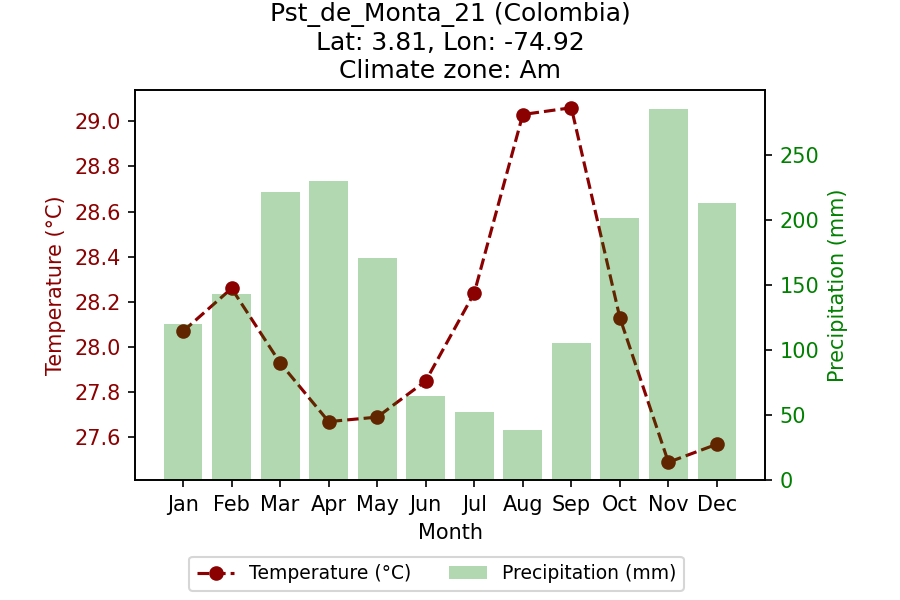 Pst_de_Monta_21 (Colombia)
Lat: 3.81, Lon: -74.92
Climate zone: Am
29.0
28.8
28.6
28.4
28.2
28.0
27.8
27.6
Temperature (°C)
250
200
150
100
50
0
Precipitation (mm)
Jan Feb Mar Apr May Jun Jul Aug Sep Oct Nov Dec
Month
Temperature (°C) Precipitation (mm)